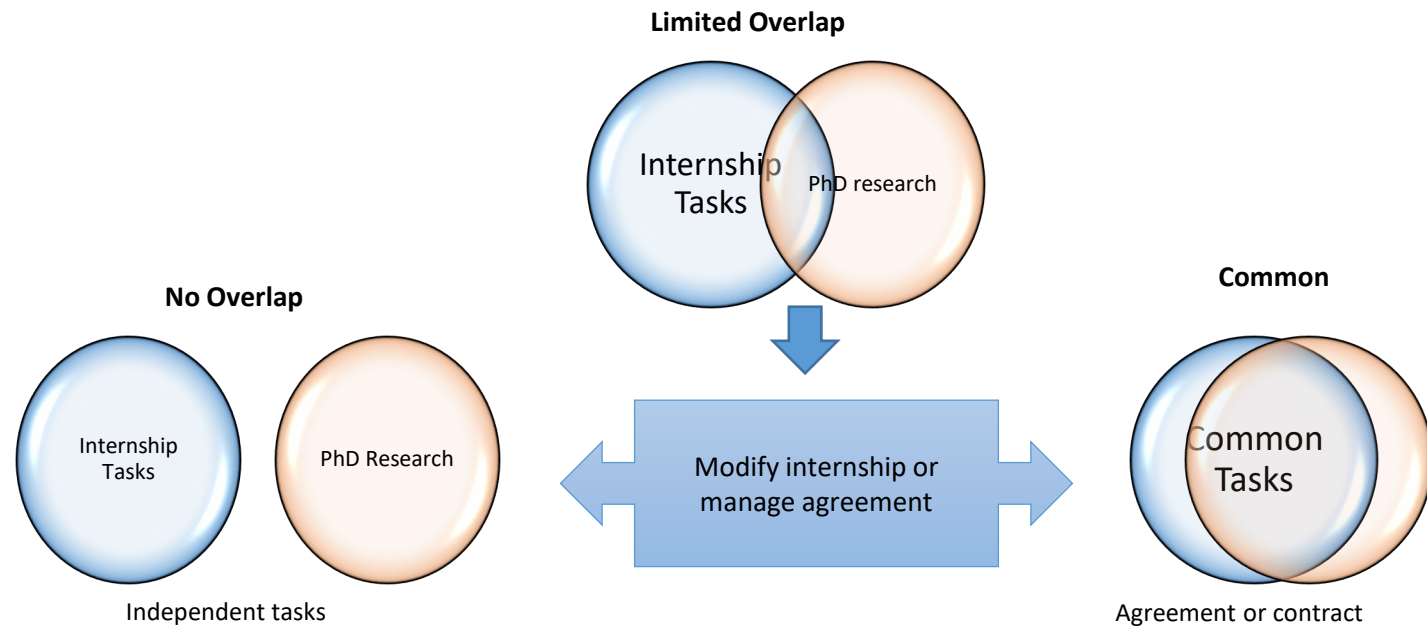 Limited Overlap
Internship
Tasks
PhD research
No Overlap
Internship
Tasks
PhD Research
Independent tasks
Modify internship or
manage agreement
Common
Common
Tasks
Agreement or contract